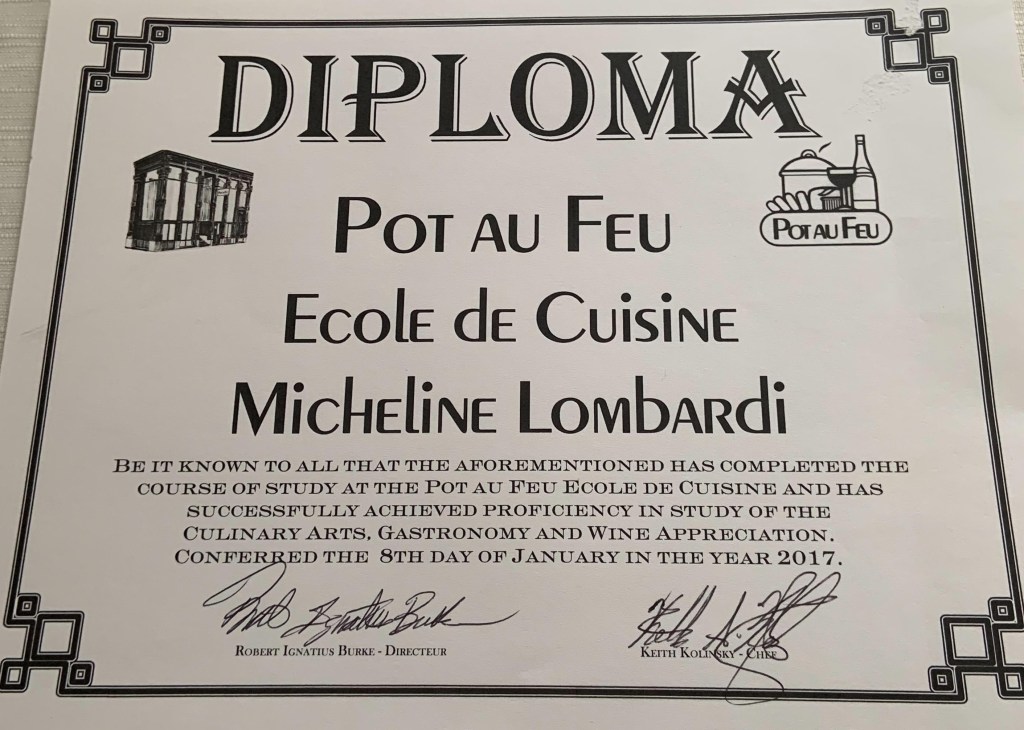 DIPLOMA
POT AU FEU
POT AU FEU
ECOLE DE CUISINE
MICHELINE LOMBARDI
BE IT KNOWN TO ALL THAT THE AFOREMENTIONED HAS COMPLETED THE
COURSE OF STUDY AT THE POT AU FEU ECOLE DE CUISINE AND HAS
SUCCESSFULLY ACHIEVED PROFICIENCY IN STUDY OF THE
CULINARY ARTS, GASTRONOMY AND WINE APPRECIATION.
CONFERRED THE 8TH DAY OF JANUARY IN THE YEAR 2017.
Ignatius Burke
Keith A.
ROBERT IGNATIUS BURKE - DIRECTEUR
KEITH KOLINSKY - CHEF